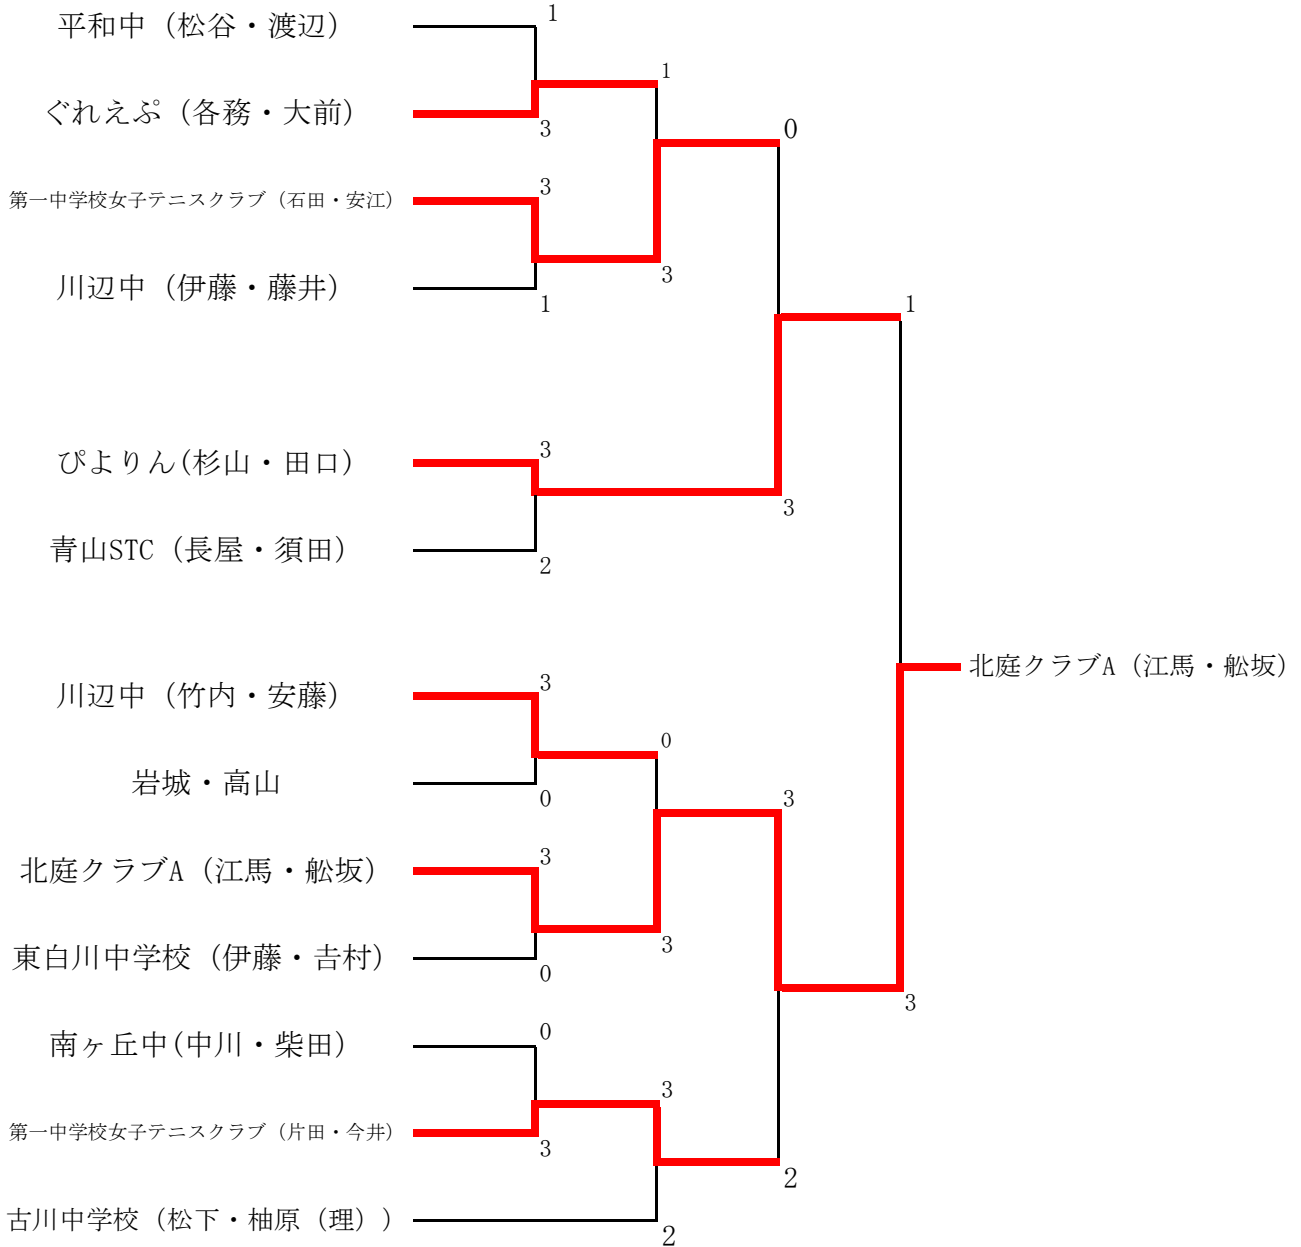 平和中（松谷・渡辺）
1
1
ぐれえぷ（各務・大前）
3
0
第一中学校女子テニスクラブ（石田・安江）
3
川辺中（伊藤・藤井）
1
3
1
ぴよりん(杉山・田口)
3
3
青山STC（長屋・須田）
2
川辺中（竹内・安藤）
3
0
北庭クラブA（江馬・舩坂）
岩城・高山
0
3
北庭クラブA（江馬・舩坂）
3
東白川中学校（伊藤・𠮷村）
0
3
3
南ヶ丘中(中川・柴田)
0
3
第一中学校女子テニスクラブ（片田・今井）
3
2
古川中学校（松下・柚原（理））
2